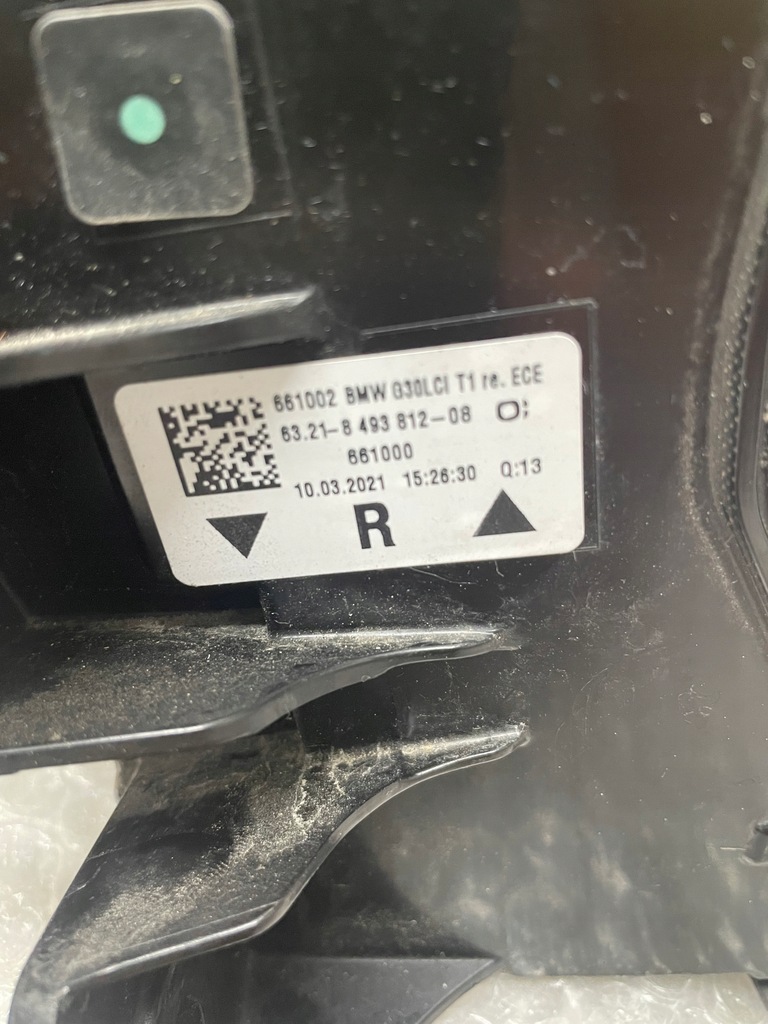 661002 BMW G30LCI T1 re. ECE
63.21-8 493 812-08
661000
10.03.2021 15:26:30 Q:13
R